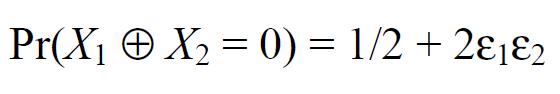 Pr(X₁ ⊕ X₂ = 0) = 1/2 + 2ε₁ε₂